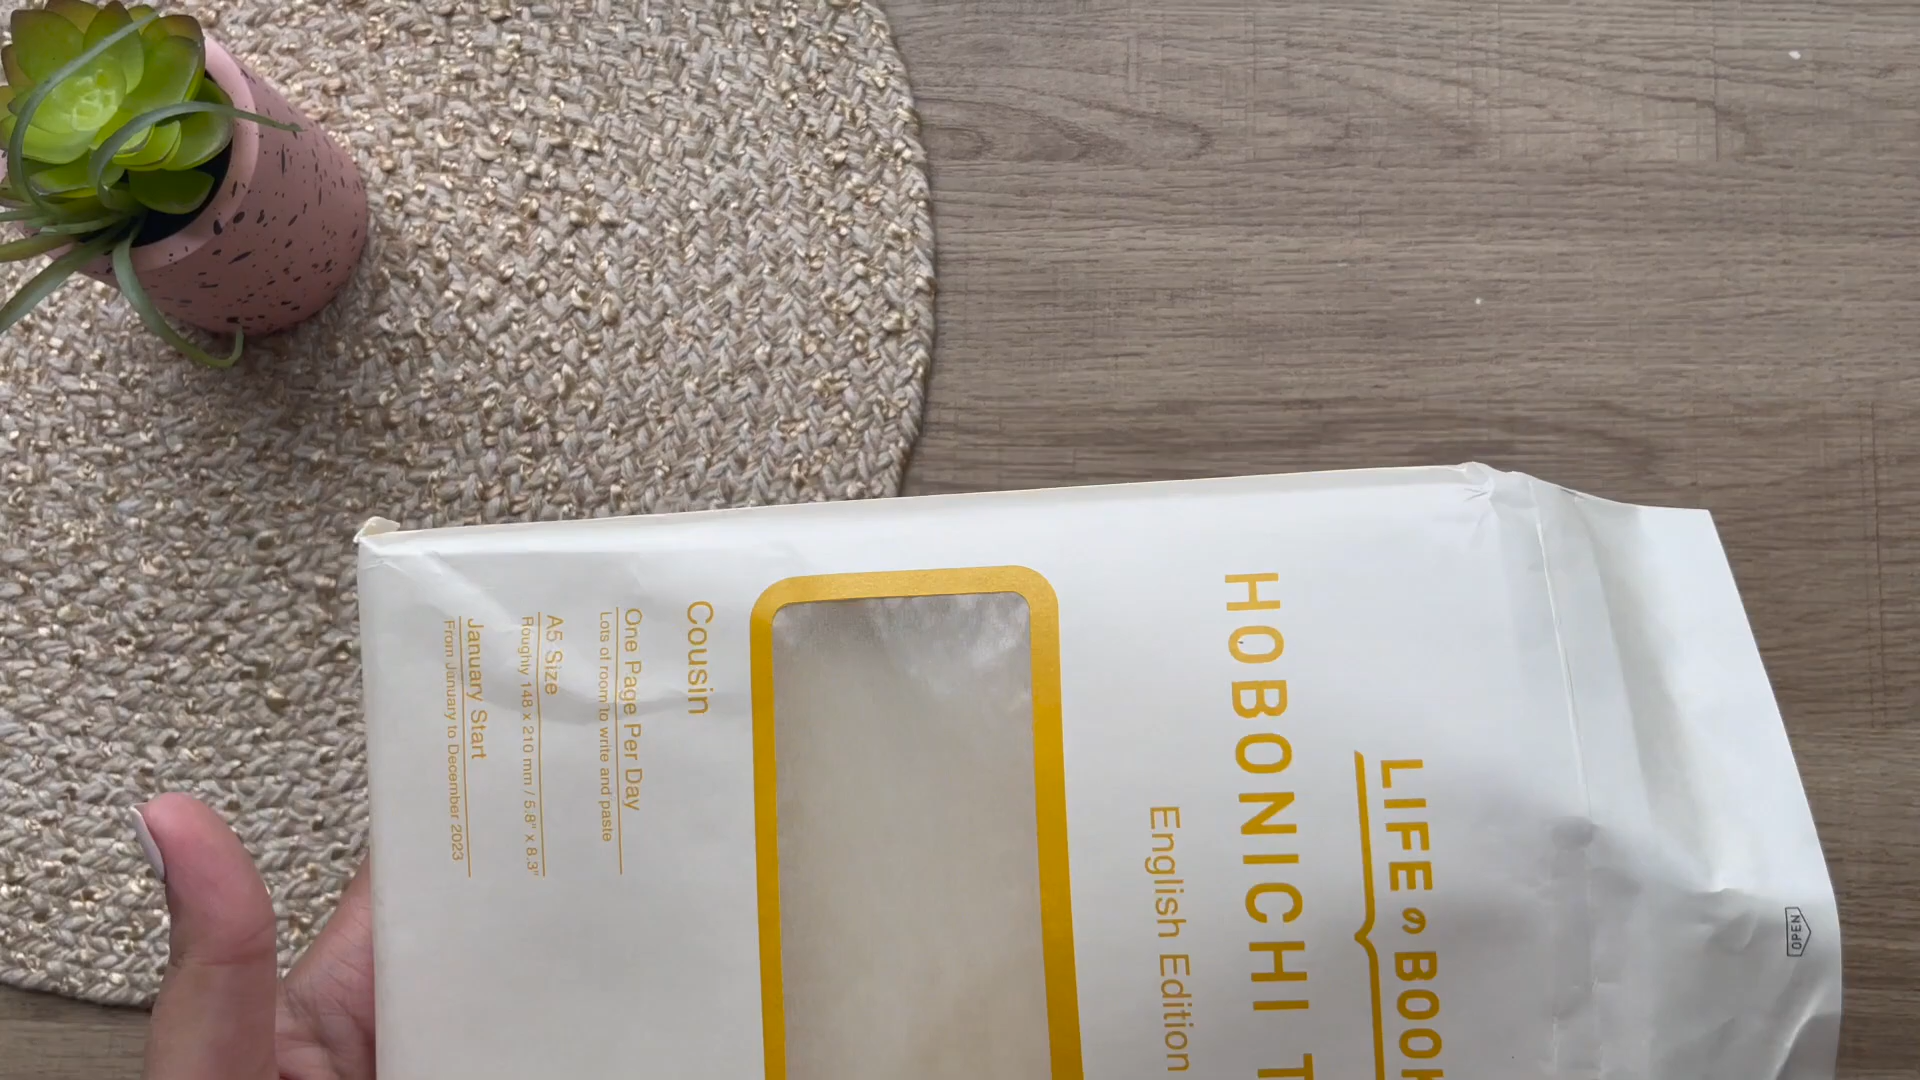 LIFE の BOOK
HOBONICHI T
English Edition
Cousin
One Page Per Day
Lots of room to write and paste
A5 Size
Roughly 148 x 210 mm / 5.8" x 8.3"
January Start
From January to December 2023
OPEN